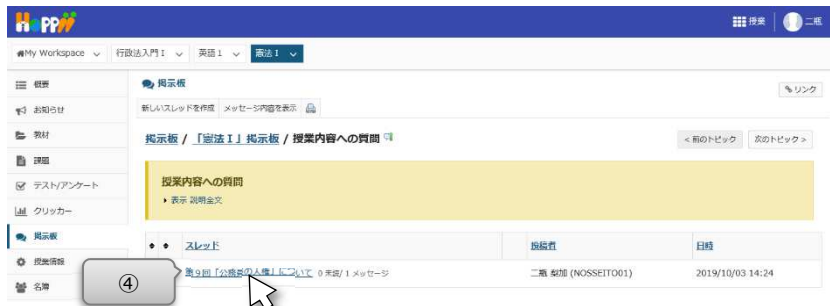 Hoppii
授業
二瓶
My Workspace
行政法入門 I
英語 1
憲法 I
概要
お知らせ
教材
課題
テスト/アンケート
クリッカー
掲示板
授業情報
名簿
掲示板
リンク
新しいスレッドを作成 メッセージ内容を表示
掲示板 / 「憲法 I」掲示板 / 授業内容への質問
< 前のトピック 次のトピック >
授業内容への質問
表示 説明全文
スレッド 投稿者 日時
第9回「公務員の人権」について 0 未読/ 1 メッセージ 二瓶 梨加 (NOSSEITO01) 2019/10/03 14:24
④